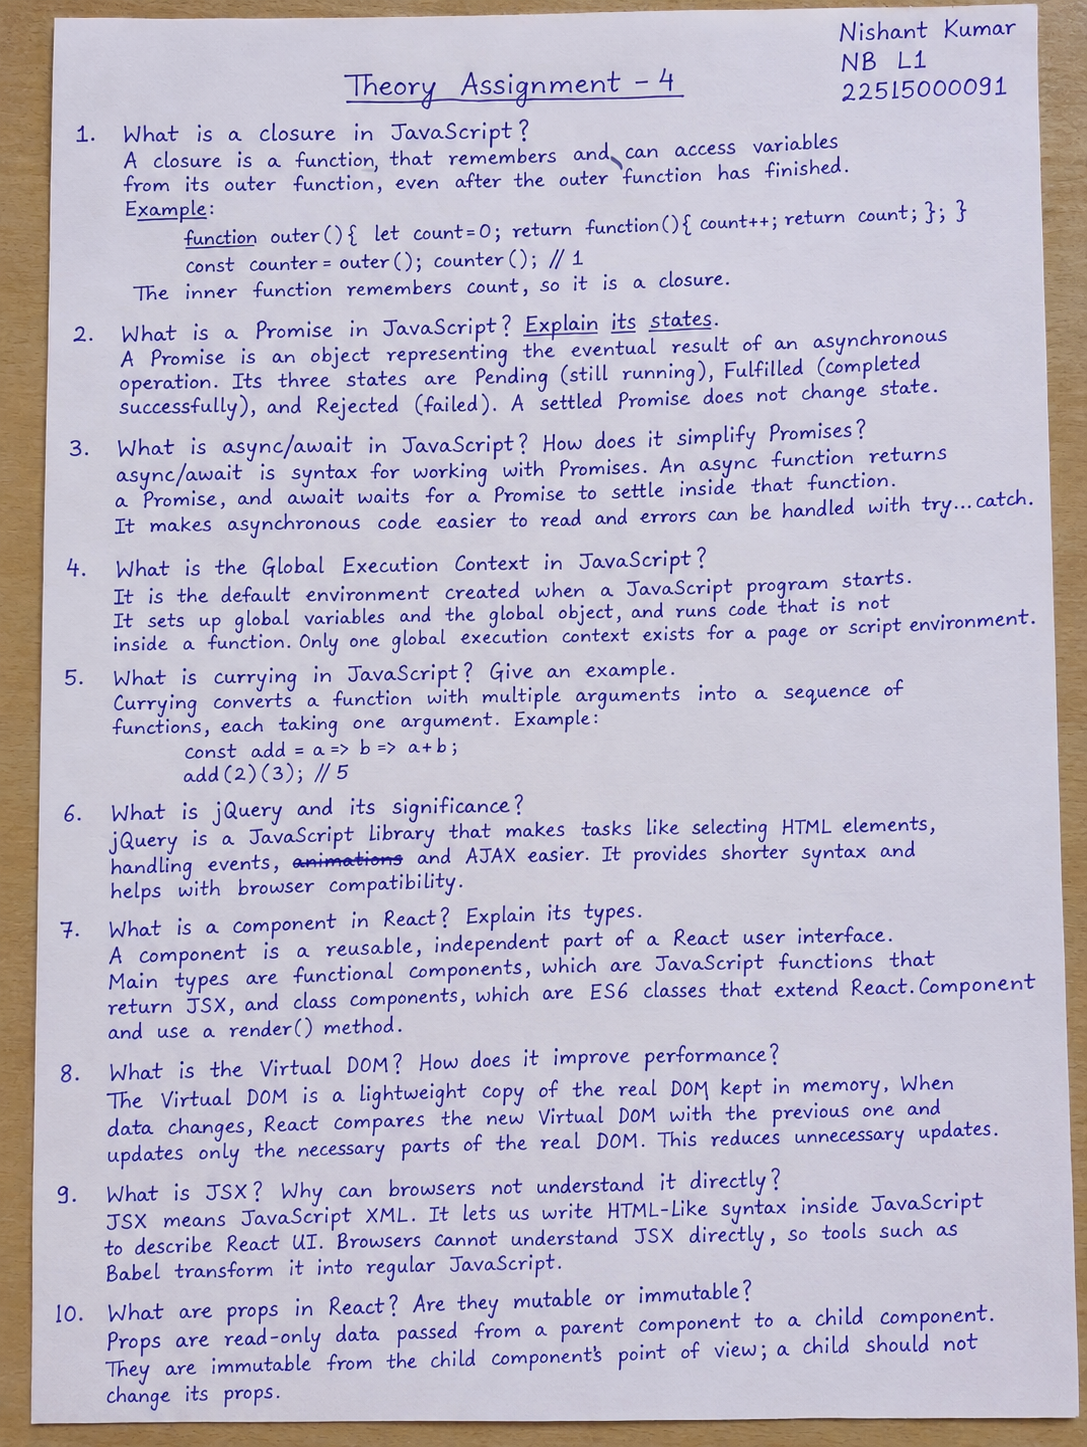 Nishant Kumar
NB L1
22515000091
Theory Assignment - 4
1. What is a closure in JavaScript?
A closure is a function, that remembers and can access variables
from its outer function, even after the outer function has finished.
Example:
function outer(){ let count=0; return function(){ count++; return count; }; }
const counter = outer(); counter(); // 1
The inner function remembers count, so it is a closure.
2. What is a Promise in JavaScript? Explain its states.
A Promise is an object representing the eventual result of an asynchronous
operation. Its three states are Pending (still running), Fulfilled (completed
successfully), and Rejected (failed). A settled Promise does not change state.
3. What is async/await in JavaScript? How does it simplify Promises?
async/await is syntax for working with Promises. An async function returns
a Promise, and await waits for a Promise to settle inside that function.
It makes asynchronous code easier to read and errors can be handled with try...catch.
4. What is the Global Execution Context in JavaScript?
It is the default environment created when a JavaScript program starts.
It sets up global variables and the global object, and runs code that is not
inside a function. Only one global execution context exists for a page or script environment.
5. What is currying in JavaScript? Give an example.
Currying converts a function with multiple arguments into a sequence of
functions, each taking one argument. Example:
const add = a => b => a+b;
add(2)(3); // 5
6. What is jQuery and its significance?
jQuery is a JavaScript library that makes tasks like selecting HTML elements,
handling events, animations and AJAX easier. It provides shorter syntax and
helps with browser compatibility.
7. What is a component in React? Explain its types.
A component is a reusable, independent part of a React user interface.
Main types are functional components, which are JavaScript functions that
return JSX, and class components, which are ES6 classes that extend React.Component
and use a render() method.
8. What is the Virtual DOM? How does it improve performance?
The Virtual DOM is a lightweight copy of the real DOM kept in memory, When
data changes, React compares the new Virtual DOM with the previous one and
updates only the necessary parts of the real DOM. This reduces unnecessary updates.
9. What is JSX? Why can browsers not understand it directly?
JSX means JavaScript XML. It lets us write HTML-Like syntax inside JavaScript
to describe React UI. Browsers cannot understand JSX directly, so tools such as
Babel transform it into regular JavaScript.
10. What are props in React? Are they mutable or immutable?
Props are read-only data passed from a parent component to a child component.
They are immutable from the child component's point of view; a child should not
change its props.